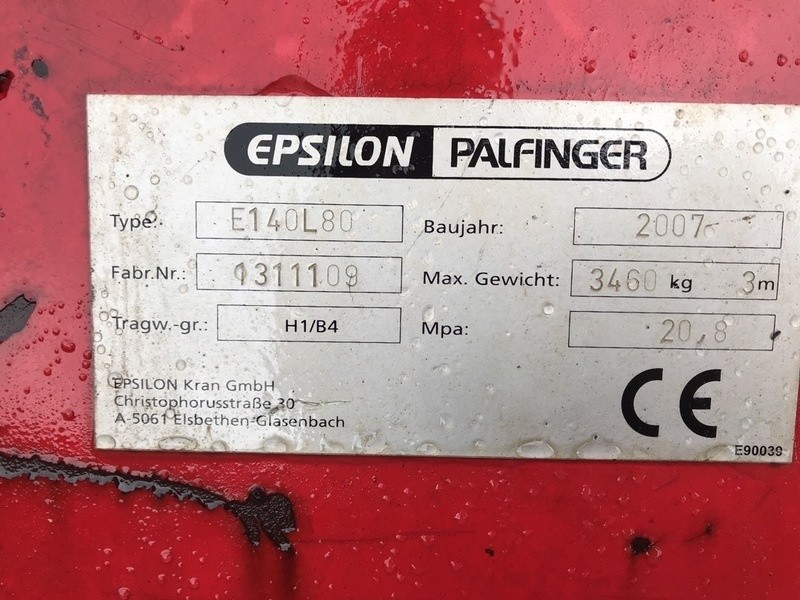 EPSILON PALFINGER
Type: E140L80 Baujahr: 2007
Fabr.Nr.: 1311109 Max. Gewicht: 3460 kg 3m
Tragw.-gr.: H1/B4 Mpa: 20,8
EPSILON Kran GmbH
Christophorusstraße 30
A-5061 Elsbethen-Glasenbach
CE
E90039